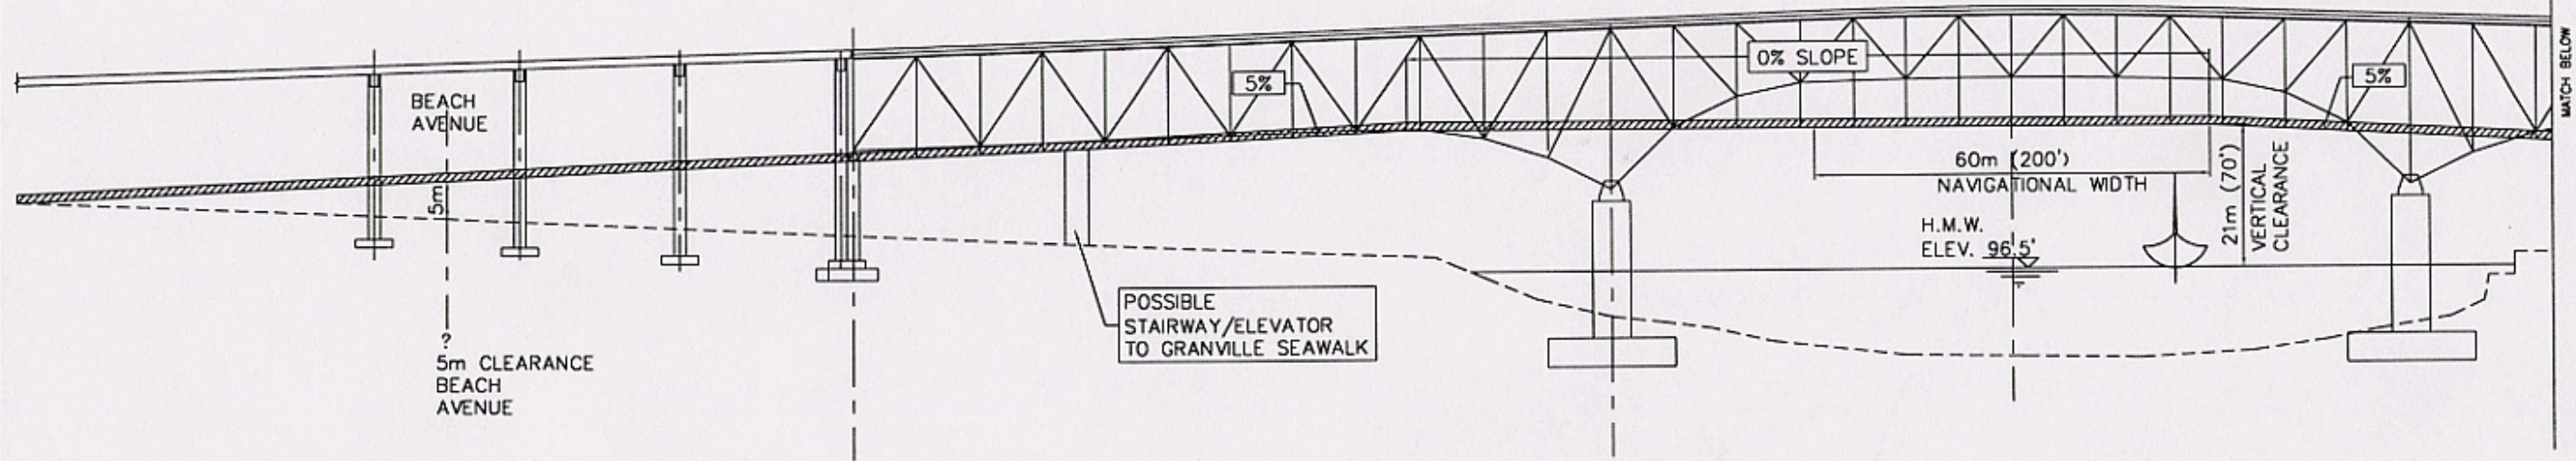 BEACH
AVENUE
5m
?
5m CLEARANCE
BEACH
AVENUE
5%
POSSIBLE
STAIRWAY/ELEVATOR
TO GRANVILLE SEAWALK
0% SLOPE
60m (200')
NAVIGATIONAL WIDTH
H.M.W.
ELEV. 96.5'
21m (70')
VERTICAL
CLEARANCE
5%
MATCH BELOW